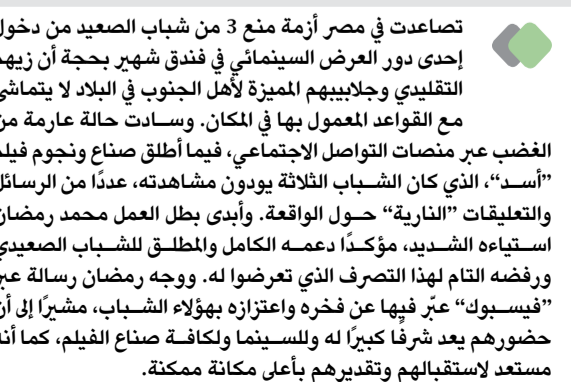 تصاعدت في مصر أزمة منع 3 من شباب الصعيد من دخول
إحدى دور العرض السينمائي في فندق شهير بحجة أن زيهم
التقليدي وجلابيبهم المميزة لأهل الجنوب في البلاد لا يتماشى
مع القواعد المعمول بها في المكان. وسادت حالة عارمة من
الغضب عبر منصات التواصل الاجتماعي، فيما أطلق صناع ونجوم فيلم
”أسد“، الذي كان الشباب الثلاثة يودون مشاهدته، عددًا من الرسائل
والتعليقات ”النارية“ حول الواقعة. وأبدى بطل العمل محمد رمضان
استياءه الشديد، مؤكدًا دعمه الكامل والمطلق للشباب الصعيدي
ورفضه التام لهذا التصرف الذي تعرضوا له. ووجه رمضان رسالة عبر
”فيسبوك“ عبّر فيها عن فخره واعتزازه بهؤلاء الشباب، مشيرًا إلى أن
حضورهم يعد شرفًا كبيرًا له وللسينما ولكافة صناع الفيلم، كما أنه
مستعد لاستقبالهم وتقديرهم بأعلى مكانة ممكنة.